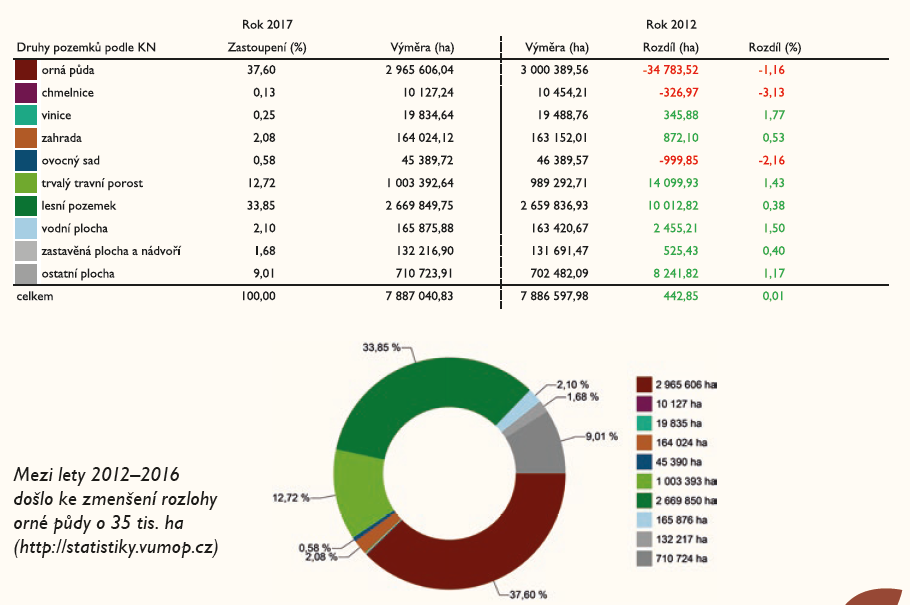 Rok 2017 Rok 2012
Druhy pozemků podle KN Zastoupení (%) Výměra (ha) Výměra (ha) Rozdíl (ha) Rozdíl (%)
orná půda 37,60 2 965 606,04 3 000 389,56 -34 783,52 -1,16
chmelnice 0,13 10 127,24 10 454,21 -326,97 -3,13
vinice 0,25 19 834,64 19 488,76 345,88 1,77
zahrada 2,08 164 024,12 163 152,01 872,10 0,53
ovocný sad 0,58 45 389,72 46 389,57 -999,85 -2,16
trvalý travní porost 12,72 1 003 392,64 989 292,71 14 099,93 1,43
lesní pozemek 33,85 2 669 849,75 2 659 836,93 10 012,82 0,38
vodní plocha 2,10 165 875,88 163 420,67 2 455,21 1,50
zastavěná plocha a nádvoří 1,68 132 216,90 131 691,47 525,43 0,40
ostatní plocha 9,01 710 723,91 702 482,09 8 241,82 1,17
celkem 100,00 7 887 040,83 7 886 597,98 442,85 0,01
33,85 %
2,10 %
1,68 %
9,01 %
12,72 %
0,58 %
2,08 %
37,60 %
2 965 606 ha
10 127 ha
19 835 ha
164 024 ha
45 390 ha
1 003 393 ha
2 669 850 ha
165 876 ha
132 217 ha
710 724 ha
Mezi lety 2012–2016
došlo ke zmenšení rozlohy
orné půdy o 35 tis. ha
(http://statistiky.vumop.cz)